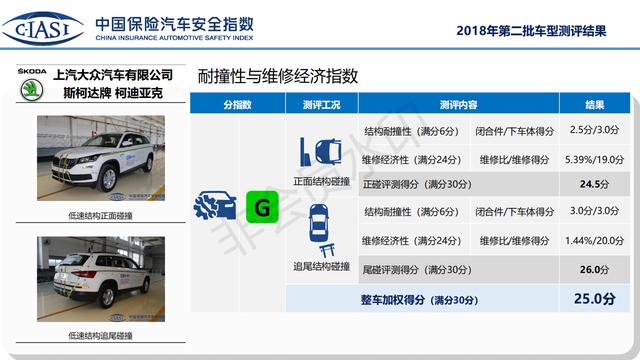 C-IASI
中国保险汽车安全指数
CHINA INSURANCE AUTOMOTIVE SAFETY INDEX
2018年第二批车型测评结果
ŠKODA
上汽大众汽车有限公司
斯柯达牌 柯迪亚克
低速结构正面碰撞
低速结构追尾碰撞
耐撞性与维修经济指数
分指数 测评工况 测评内容 结果
G
正面结构碰撞
结构耐撞性（满分6分） 闭合件/下车体得分 2.5分/3.0分
维修经济性（满分24分） 维修比/维修得分 5.39%/19.0分
正碰测评得分（满分30分） 24.5分
追尾结构碰撞
结构耐撞性（满分6分） 闭合件/下车体得分 3.0分/3.0分
维修经济性（满分24分） 维修比/维修得分 1.44%/20.0分
尾碰测评得分（满分30分） 26.0分
整车加权得分（满分30分） 25.0分
非会员水印